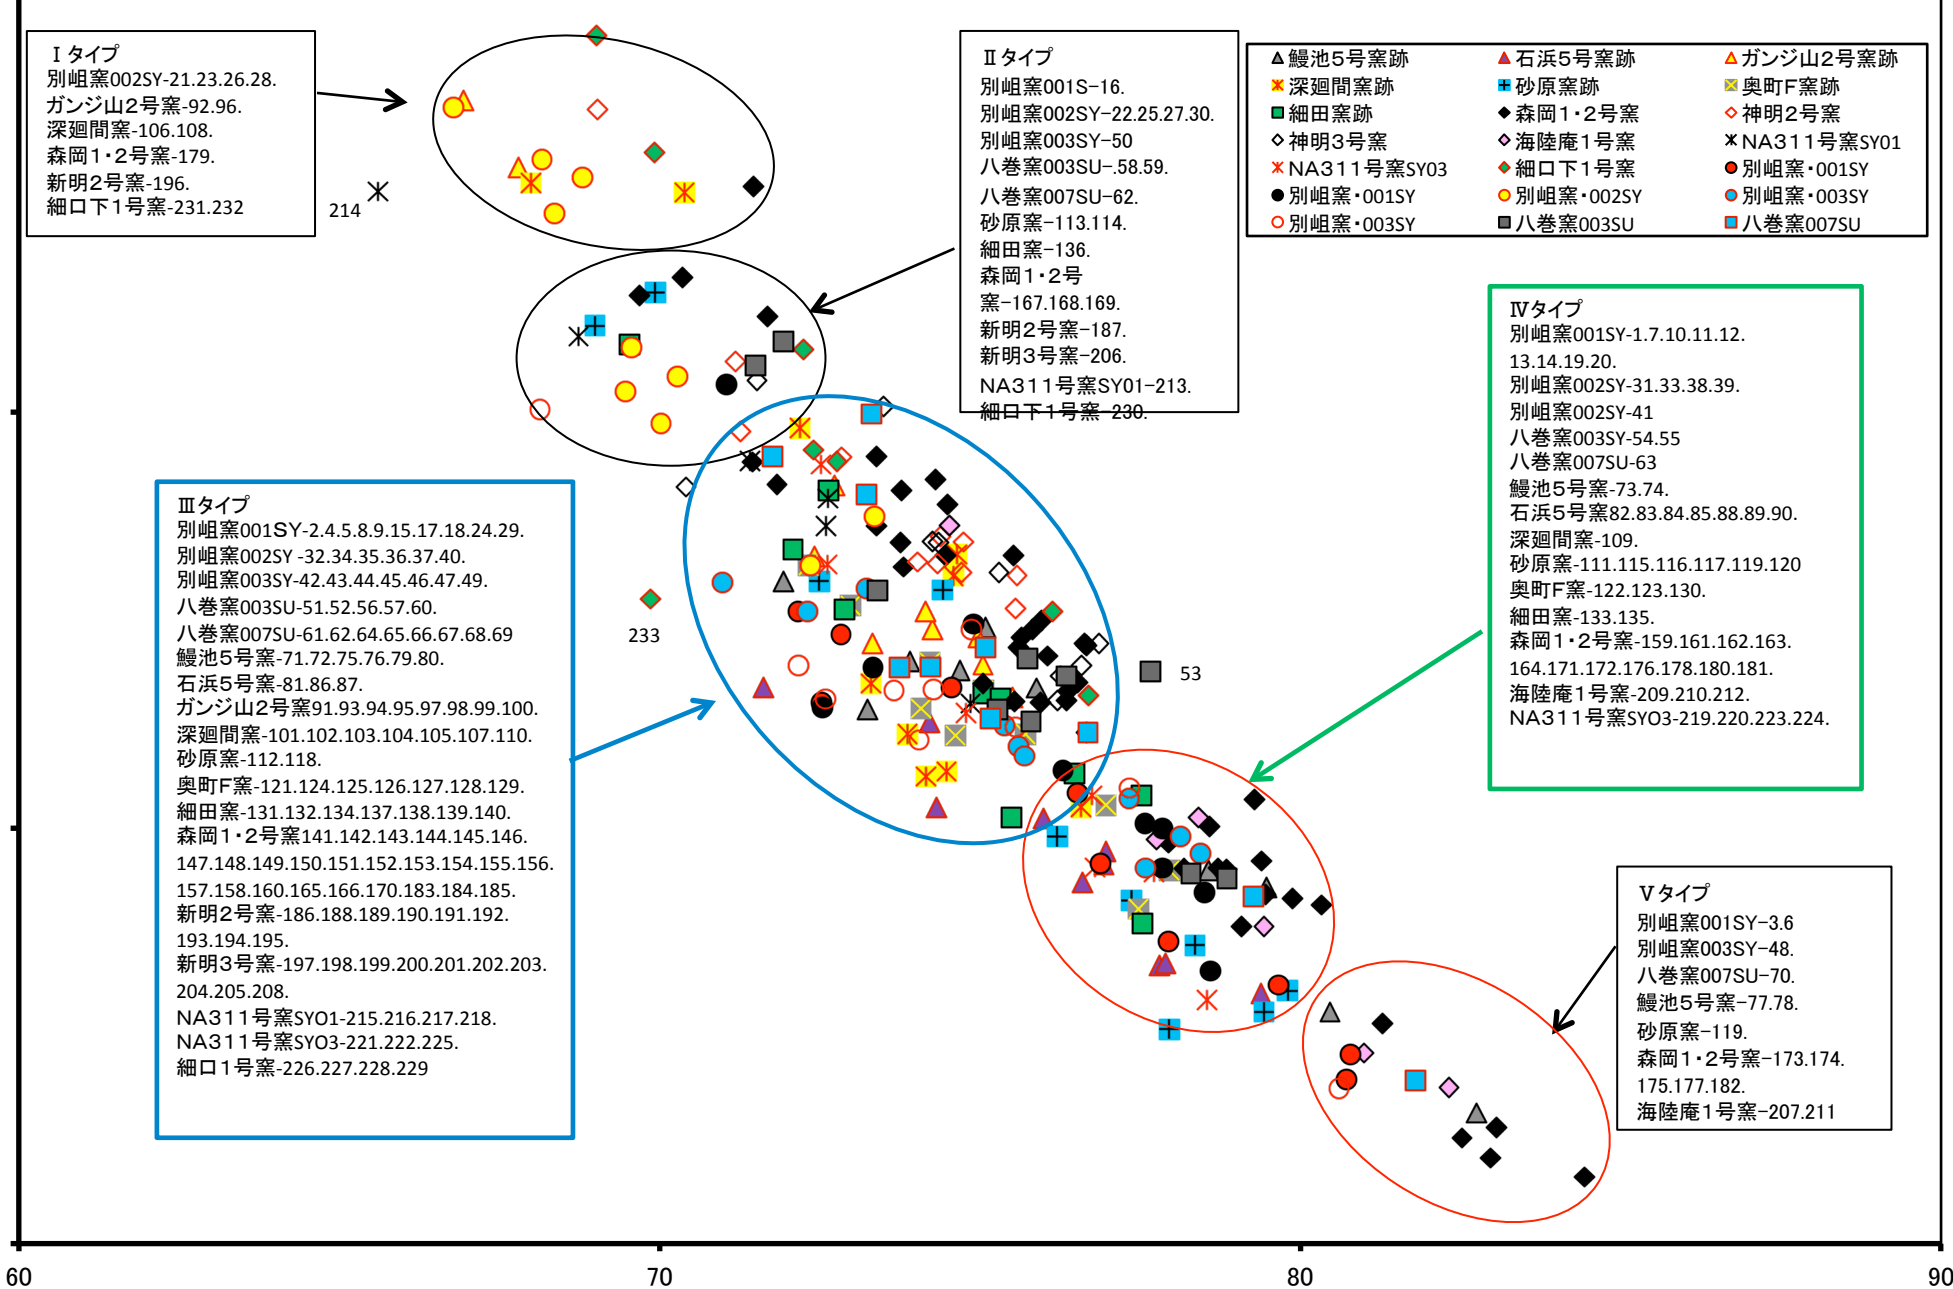 Ⅰタイプ
別岨窯002SY-21.23.26.28.
ガンジ山2号窯-92.96.
深廻間窯-106.108.
森岡1・2号窯-179.
新明2号窯-196.
細口下1号窯-231.232
214
Ⅱタイプ
別岨窯001S-16.
別岨窯002SY-22.25.27.30.
別岨窯003SY-50
八巻窯003SU-.58.59.
八巻窯007SU-62.
砂原窯-113.114.
細田窯-136.
森岡1・2号
窯-167.168.169.
新明2号窯-187.
新明3号窯-206.
NA311号窯SY01-213.
細口下1号窯-230.
鰻池5号窯跡 石浜5号窯跡 ガンジ山2号窯跡
深廻間窯跡 砂原窯跡 奥町F窯跡
細田窯跡 森岡1・2号窯 神明2号窯
神明3号窯 海陸庵1号窯 NA311号窯SY01
NA311号窯SY03 細口下1号窯 別岨窯・001SY
別岨窯・001SY 別岨窯・002SY 別岨窯・003SY
別岨窯・003SY 八巻窯003SU 八巻窯007SU
Ⅳタイプ
別岨窯001SY-1.7.10.11.12.
13.14.19.20.
別岨窯002SY-31.33.38.39.
別岨窯002SY-41
八巻窯003SY-54.55
八巻窯007SU-63
鰻池5号窯-73.74.
石浜5号窯82.83.84.85.88.89.90.
深廻間窯-109.
砂原窯-111.115.116.117.119.120
奥町F窯-122.123.130.
細田窯-133.135.
森岡1・2号窯-159.161.162.163.
164.171.172.176.178.180.181.
海陸庵1号窯-209.210.212.
NA311号窯SYO3-219.220.223.224.
Ⅲタイプ
別岨窯001SY-2.4.5.8.9.15.17.18.24.29.
別岨窯002SY -32.34.35.36.37.40.
別岨窯003SY-42.43.44.45.46.47.49.
八巻窯003SU-51.52.56.57.60.
八巻窯007SU-61.62.64.65.66.67.68.69
鰻池5号窯-71.72.75.76.79.80.
石浜5号窯-81.86.87.
ガンジ山2号窯91.93.94.95.97.98.99.100.
深廻間窯-101.102.103.104.105.107.110.
砂原窯-112.118.
奥町F窯-121.124.125.126.127.128.129.
細田窯-131.132.134.137.138.139.140.
森岡1・2号窯141.142.143.144.145.146.
147.148.149.150.151.152.153.154.155.156.
157.158.160.165.166.170.183.184.185.
新明2号窯-186.188.189.190.191.192.
193.194.195.
新明3号窯-197.198.199.200.201.202.203.
204.205.208.
NA311号窯SYO1-215.216.217.218.
NA311号窯SYO3-221.222.225.
細口1号窯-226.227.228.229
233
53
Ⅴタイプ
別岨窯001SY-3.6
別岨窯003SY-48.
八巻窯007SU-70.
鰻池5号窯-77.78.
砂原窯-119.
森岡1・2号窯-173.174.
175.177.182.
海陸庵1号窯-207.211
60 70 80 90